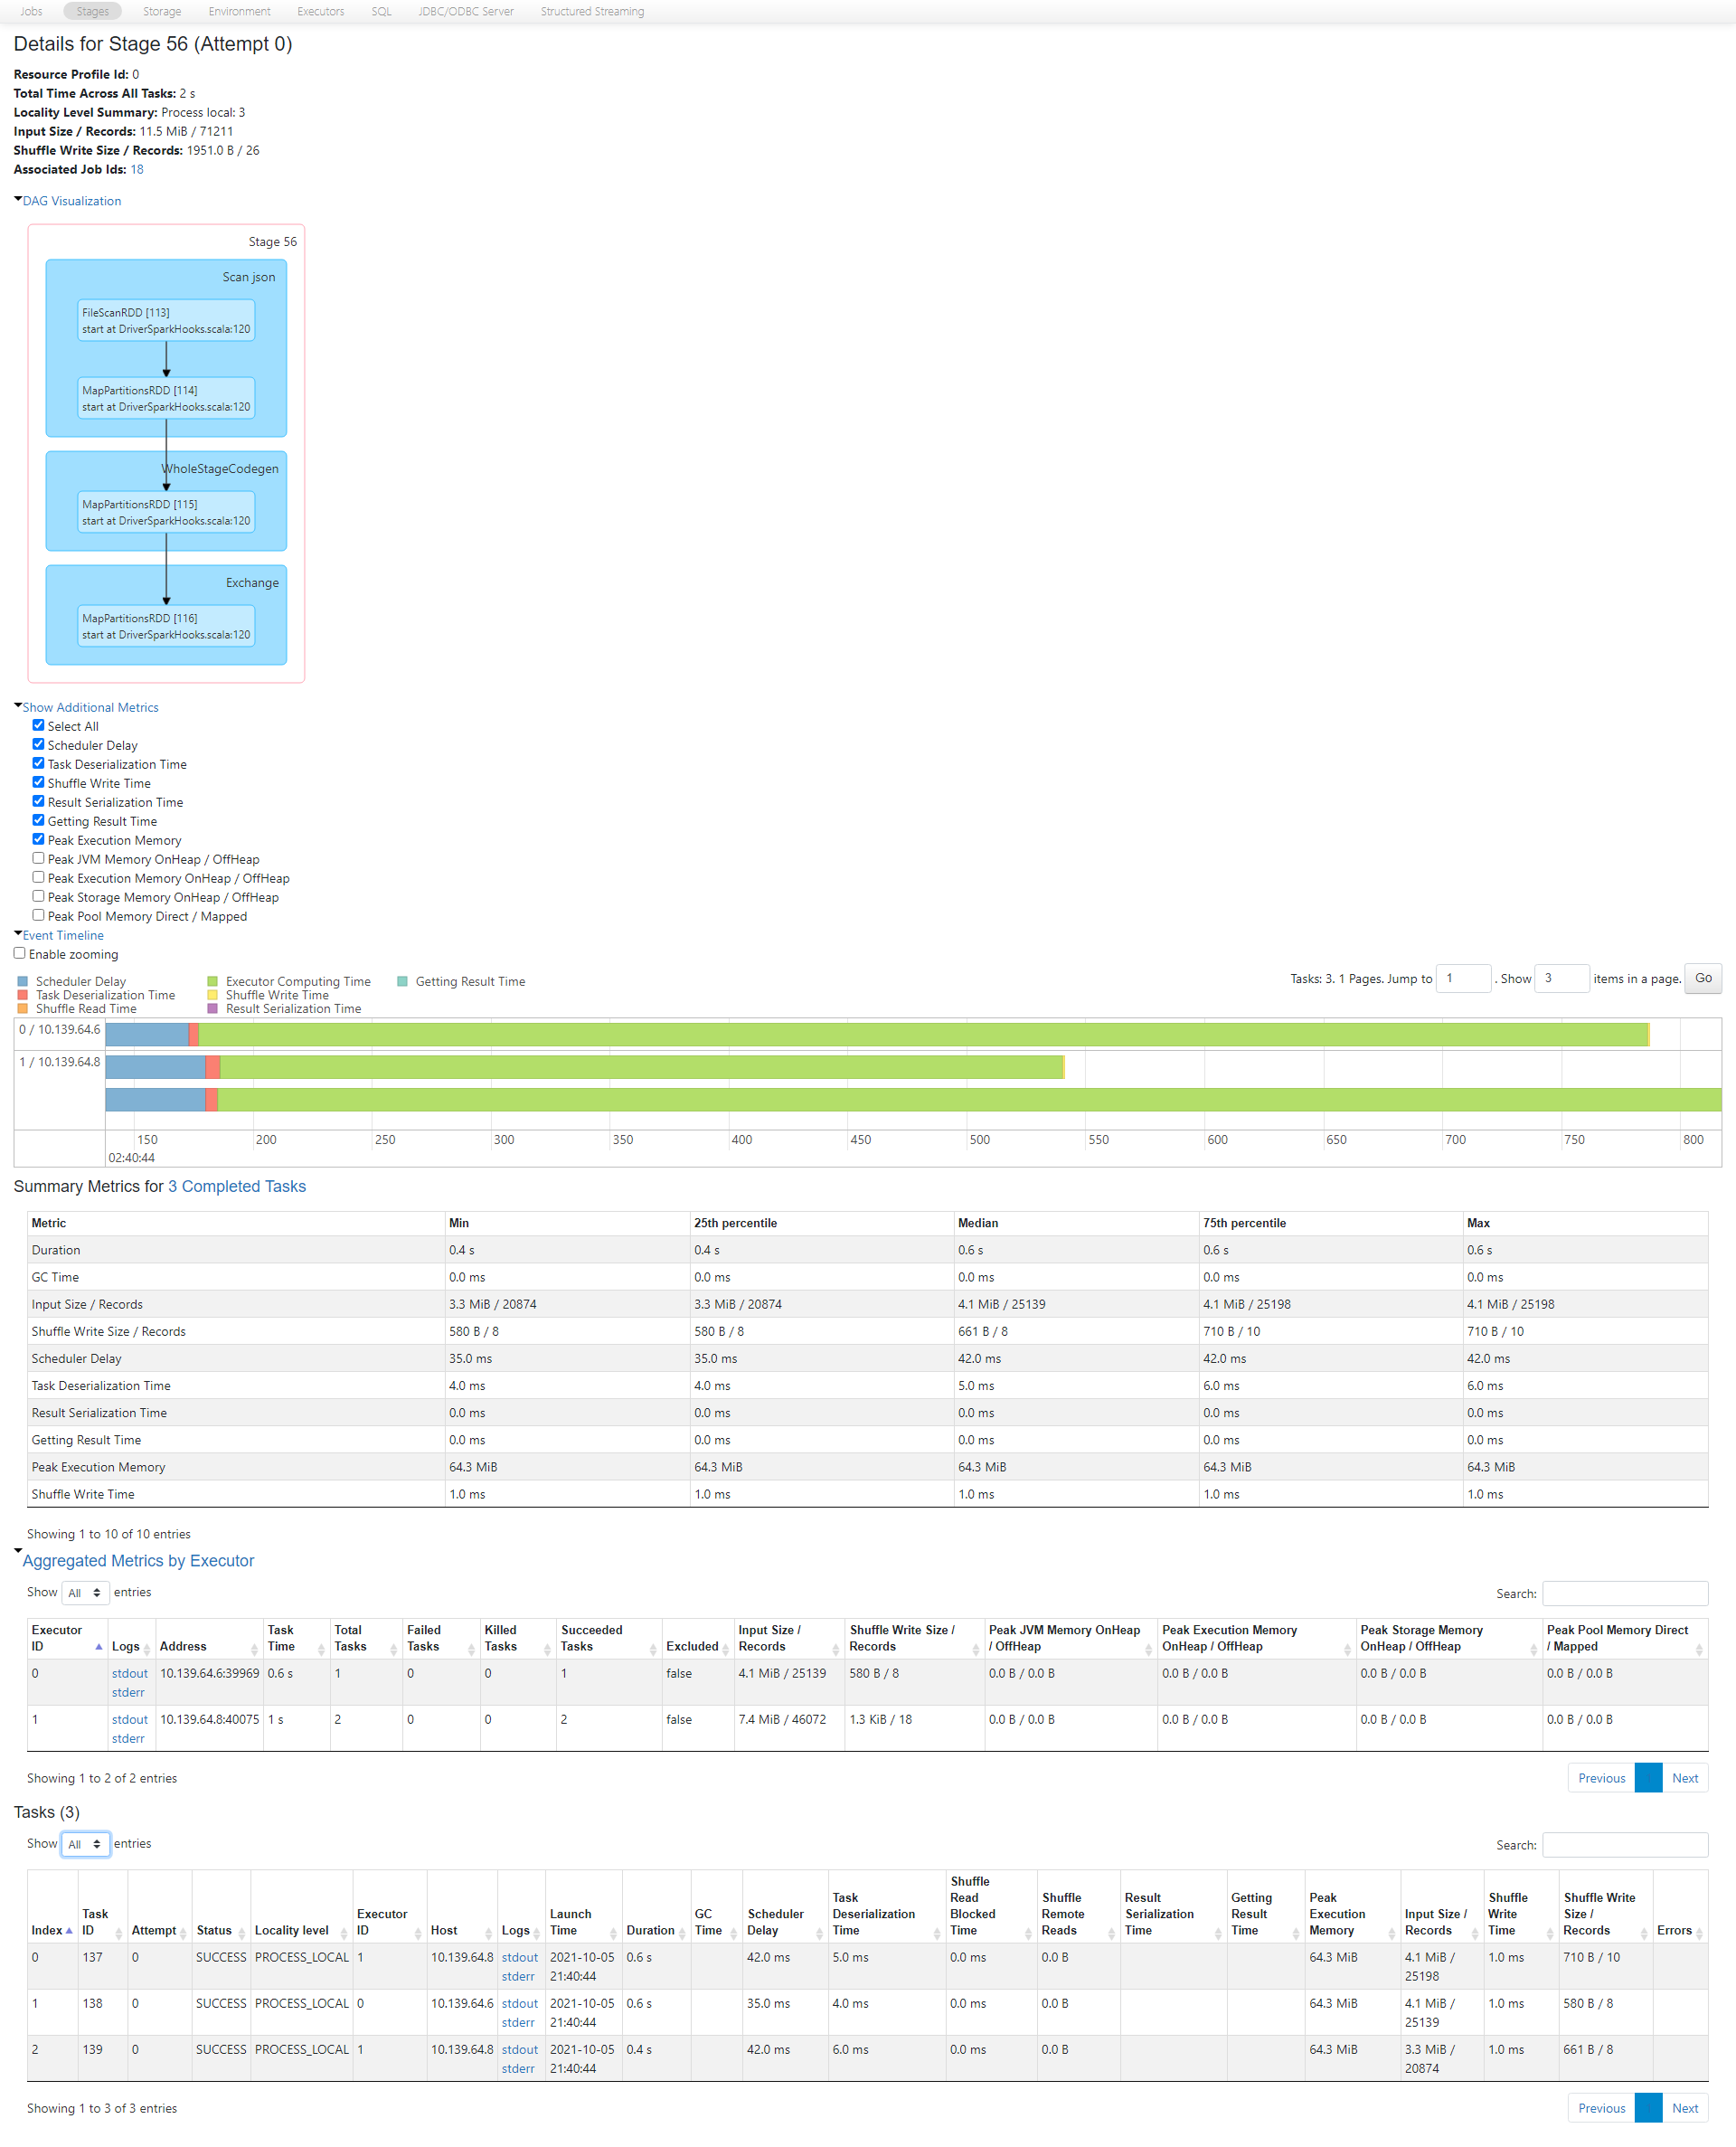 Jobs Stages Storage Environment Executors SQL JDBC/ODBC Server Structured Streaming
Details for Stage 56 (Attempt 0)
Resource Profile Id: 0
Total Time Across All Tasks: 2 s
Locality Level Summary: Process local: 3
Input Size / Records: 11.5 MiB / 71211
Shuffle Write Size / Records: 1951.0 B / 26
Associated Job Ids: 18
DAG Visualization
Stage 56
Scan json
FileScanRDD [113]
start at DriverSparkHooks.scala:120
MapPartitionsRDD [114]
start at DriverSparkHooks.scala:120
WholeStageCodegen
MapPartitionsRDD [115]
start at DriverSparkHooks.scala:120
Exchange
MapPartitionsRDD [116]
start at DriverSparkHooks.scala:120
Show Additional Metrics
Select All
Scheduler Delay
Task Deserialization Time
Shuffle Write Time
Result Serialization Time
Getting Result Time
Peak Execution Memory
Peak JVM Memory OnHeap / OffHeap
Peak Execution Memory OnHeap / OffHeap
Peak Storage Memory OnHeap / OffHeap
Peak Pool Memory Direct / Mapped
Event Timeline
Enable zooming
Tasks: 3. 1 Pages. Jump to 1 . Show 3 items in a page. Go
Scheduler Delay Executor Computing Time Getting Result Time
Task Deserialization Time Shuffle Write Time
Shuffle Read Time Result Serialization Time
0 / 10.139.64.6
1 / 10.139.64.8
150 200 250 300 350 400 450 500 550 600 650 700 750 800
02:40:44
Summary Metrics for 3 Completed Tasks
Metric Min 25th percentile Median 75th percentile Max
Duration 0.4 s 0.4 s 0.6 s 0.6 s 0.6 s
GC Time 0.0 ms 0.0 ms 0.0 ms 0.0 ms 0.0 ms
Input Size / Records 3.3 MiB / 20874 3.3 MiB / 20874 4.1 MiB / 25139 4.1 MiB / 25198 4.1 MiB / 25198
Shuffle Write Size / Records 580 B / 8 580 B / 8 661 B / 8 710 B / 10 710 B / 10
Scheduler Delay 35.0 ms 35.0 ms 42.0 ms 42.0 ms 42.0 ms
Task Deserialization Time 4.0 ms 4.0 ms 5.0 ms 6.0 ms 6.0 ms
Result Serialization Time 0.0 ms 0.0 ms 0.0 ms 0.0 ms 0.0 ms
Getting Result Time 0.0 ms 0.0 ms 0.0 ms 0.0 ms 0.0 ms
Peak Execution Memory 64.3 MiB 64.3 MiB 64.3 MiB 64.3 MiB 64.3 MiB
Shuffle Write Time 1.0 ms 1.0 ms 1.0 ms 1.0 ms 1.0 ms
Showing 1 to 10 of 10 entries
Aggregated Metrics by Executor
Show All entries Search:
Executor ID Logs Address Task Time Total Tasks Failed Tasks Killed Tasks Succeeded Tasks Excluded Input Size / Records Shuffle Write Size / Records Peak JVM Memory OnHeap / OffHeap Peak Execution Memory OnHeap / OffHeap Peak Storage Memory OnHeap / OffHeap Peak Pool Memory Direct / Mapped
0 stdout 10.139.64.6:39969 0.6 s 1 0 0 1 false 4.1 MiB / 25139 580 B / 8 0.0 B / 0.0 B 0.0 B / 0.0 B 0.0 B / 0.0 B 0.0 B / 0.0 B
stderr
1 stdout 10.139.64.8:40075 1 s 2 0 0 2 false 7.4 MiB / 46072 1.3 KiB / 18 0.0 B / 0.0 B 0.0 B / 0.0 B 0.0 B / 0.0 B 0.0 B / 0.0 B
stderr
Showing 1 to 2 of 2 entries Previous Next
Tasks (3)
Show All entries Search:
Index Task ID Attempt Status Locality level Executor ID Host Logs Launch Time Duration GC Time Scheduler Delay Task Deserialization Time Shuffle Read Blocked Time Shuffle Remote Reads Result Serialization Time Getting Result Time Peak Execution Memory Input Size / Records Shuffle Write Time Shuffle Write Size / Records Errors
0 137 0 SUCCESS PROCESS_LOCAL 1 10.139.64.8 stdout 2021-10-05 0.6 s 42.0 ms 5.0 ms 0.0 ms 0.0 B 64.3 MiB 4.1 MiB / 1.0 ms 710 B / 10
stderr 21:40:44 25198
1 138 0 SUCCESS PROCESS_LOCAL 0 10.139.64.6 stdout 2021-10-05 0.6 s 35.0 ms 4.0 ms 0.0 ms 0.0 B 64.3 MiB 4.1 MiB / 1.0 ms 580 B / 8
stderr 21:40:44 25139
2 139 0 SUCCESS PROCESS_LOCAL 1 10.139.64.8 stdout 2021-10-05 0.4 s 42.0 ms 6.0 ms 0.0 ms 0.0 B 64.3 MiB 3.3 MiB / 1.0 ms 661 B / 8
stderr 21:40:44 20874
Showing 1 to 3 of 3 entries Previous Next